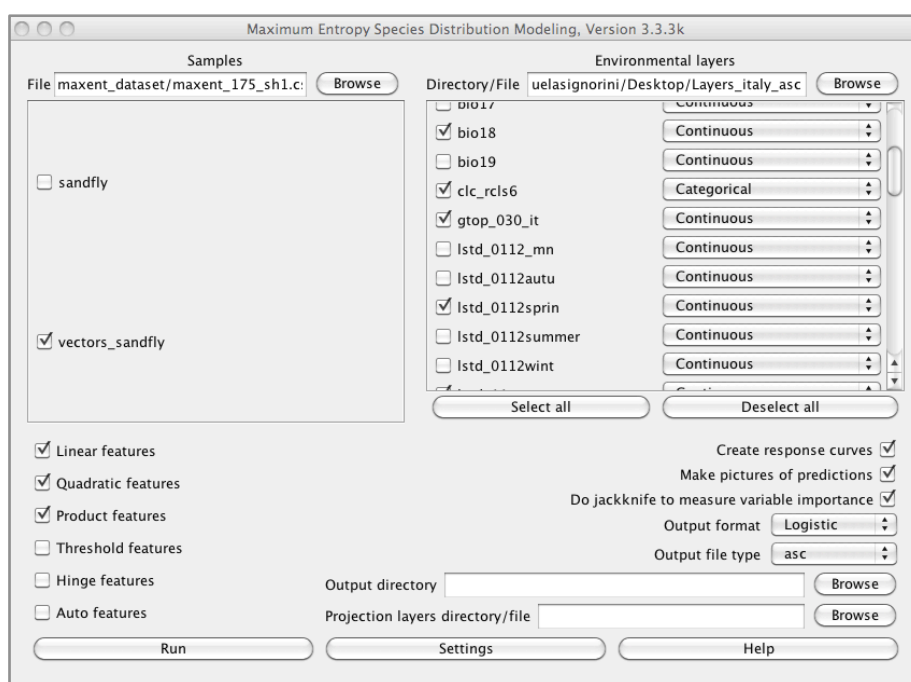 Maximum Entropy Species Distribution Modeling, Version 3.3.3k
Samples
Environmental layers
File maxent_dataset/maxent_175_sh1.c: Browse
Directory/File uelasignorini/Desktop/Layers_italy_asc Browse
sandfly
vectors_sandfly
bio17 Continuous
bio18 Continuous
bio19 Continuous
clc_rcls6 Categorical
gtop_030_it Continuous
lstd_0112_mn Continuous
lstd_0112autu Continuous
lstd_0112sprin Continuous
lstd_0112summer Continuous
lstd_0112wint Continuous
Select all Deselect all
Linear features
Quadratic features
Product features
Threshold features
Hinge features
Auto features
Create response curves
Make pictures of predictions
Do jackknife to measure variable importance
Output format Logistic
Output file type asc
Output directory Browse
Projection layers directory/file Browse
Run Settings Help